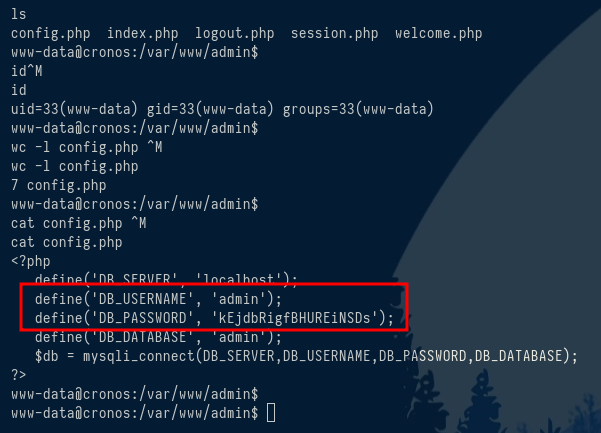 ls
config.php  index.php  logout.php  session.php  welcome.php
www-data@cronos:/var/www/admin$
id^M
id
uid=33(www-data) gid=33(www-data) groups=33(www-data)
www-data@cronos:/var/www/admin$
wc -l config.php ^M
wc -l config.php
7 config.php
www-data@cronos:/var/www/admin$
cat config.php ^M
cat config.php
<?php
   define('DB_SERVER', 'localhost');
   define('DB_USERNAME', 'admin');
   define('DB_PASSWORD', 'kEjdbRigfBHUREiNSDs');
   define('DB_DATABASE', 'admin');
   $db = mysqli_connect(DB_SERVER,DB_USERNAME,DB_PASSWORD,DB_DATABASE);
?>
www-data@cronos:/var/www/admin$
www-data@cronos:/var/www/admin$